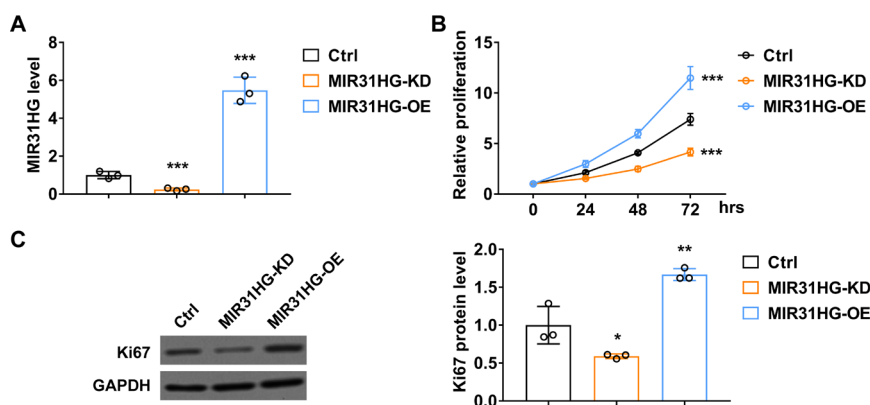 A
MIR31HG level
6
4
2
0
***
***
Ctrl
MIR31HG-KD
MIR31HG-OE
B
Relative proliferation
15
10
5
0
0 24 48 72 hrs
***
***
Ctrl
MIR31HG-KD
MIR31HG-OE
C
Ctrl MIR31HG-KD MIR31HG-OE
Ki67
GAPDH
Ki67 protein level
2.0
1.5
1.0
0.5
0.0
*
**
Ctrl
MIR31HG-KD
MIR31HG-OE